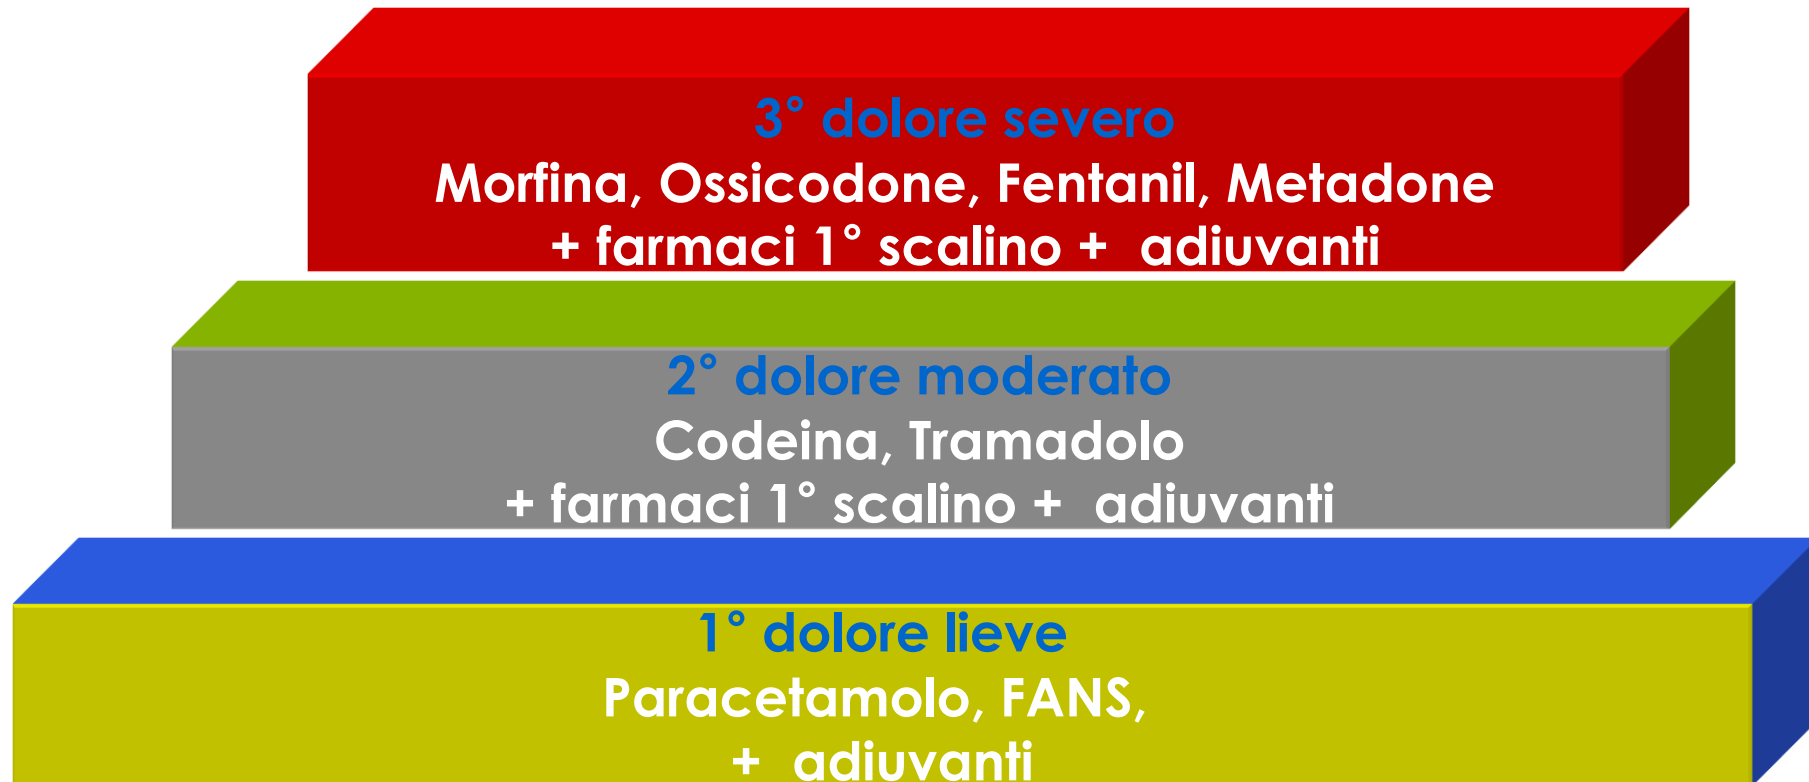 3° dolore severo
Morfina, Ossicodone, Fentanil, Metadone
+ farmaci 1° scalino + adiuvanti
2° dolore moderato
Codeina, Tramadolo
+ farmaci 1° scalino + adiuvanti
1° dolore lieve
Paracetamolo, FANS,
+ adiuvanti